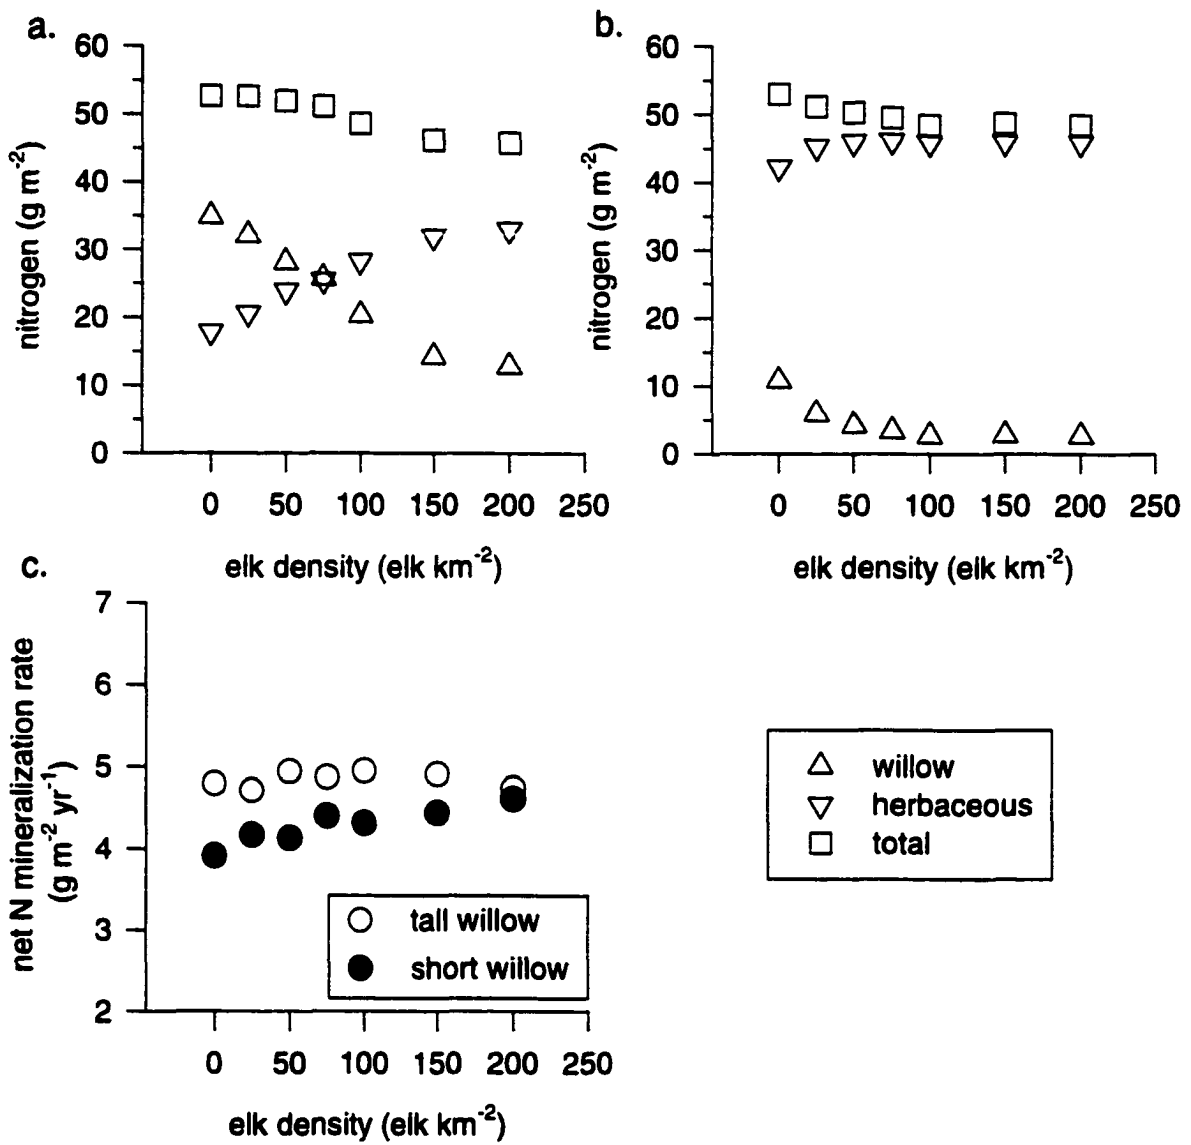 a.
60
50
40
30
20
10
0
nitrogen (g m-2)
0 50 100 150 200 250
elk density (elk km-2)
b.
60
50
40
30
20
10
0
nitrogen (g m-2)
0 50 100 150 200 250
elk density (elk km-2)
c.
7
6
5
4
3
2
net N mineralization rate
(g m-2 yr-1)
tall willow
short willow
0 50 100 150 200 250
elk density (elk km-2)
willow
herbaceous
total